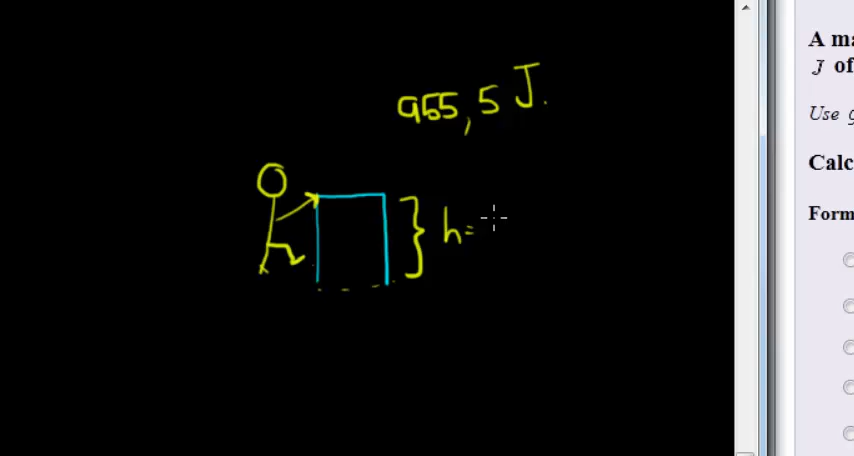 955,5 J.
h=
A ma
J of
Use g
Calc
Form